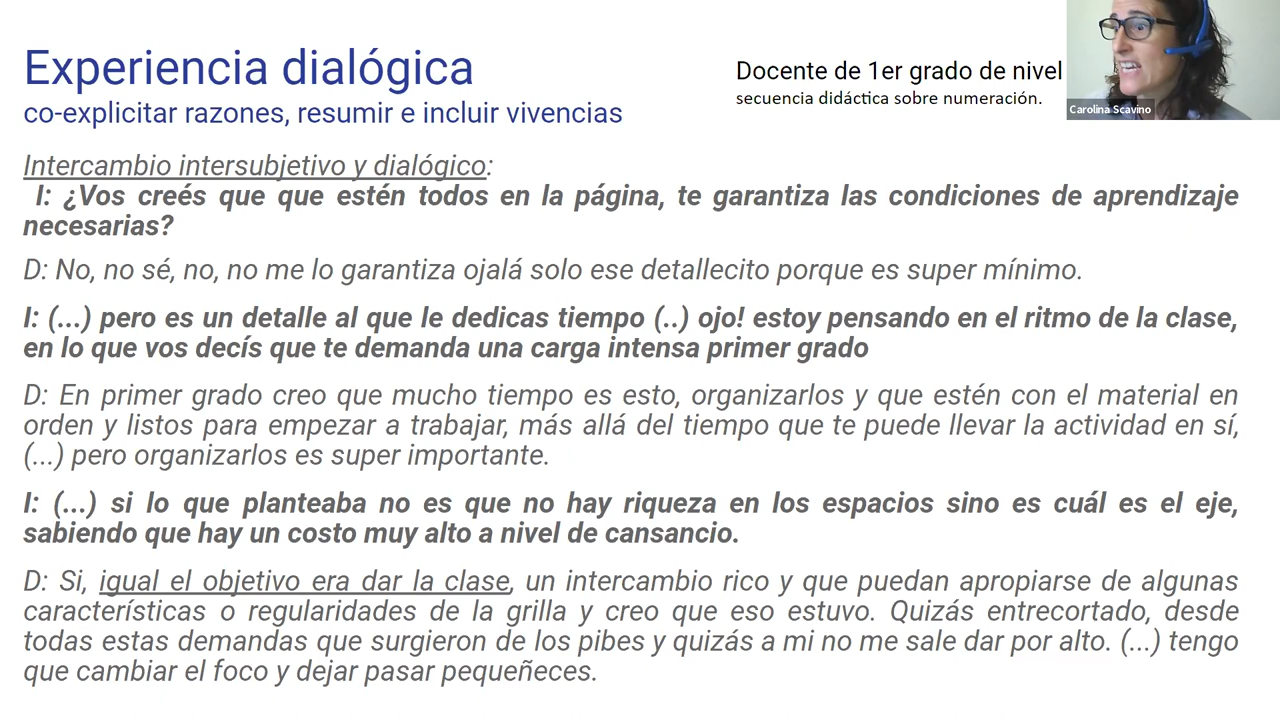 Experiencia dialógica
co-explicitar razones, resumir e incluir vivencias
Docente de 1er grado de nivel
secuencia didáctica sobre numeración.
Carolina Scavino
Intercambio intersubjetivo y dialógico:
I: ¿Vos creés que que estén todos en la página, te garantiza las condiciones de aprendizaje
necesarias?
D: No, no sé, no, no me lo garantiza ojalá solo ese detallecito porque es super mínimo.
I: (...) pero es un detalle al que le dedicas tiempo (..) ojo! estoy pensando en el ritmo de la clase,
en lo que vos decís que te demanda una carga intensa primer grado
D: En primer grado creo que mucho tiempo es esto, organizarlos y que estén con el material en
orden y listos para empezar a trabajar, más allá del tiempo que te puede llevar la actividad en sí,
(...) pero organizarlos es super importante.
I: (...) si lo que planteaba no es que no hay riqueza en los espacios sino es cuál es el eje,
sabiendo que hay un costo muy alto a nivel de cansancio.
D: Si, igual el objetivo era dar la clase, un intercambio rico y que puedan apropiarse de algunas
características o regularidades de la grilla y creo que eso estuvo. Quizás entrecortado, desde
todas estas demandas que surgieron de los pibes y quizás a mi no me sale dar por alto. (...) tengo
que cambiar el foco y dejar pasar pequeñeces.